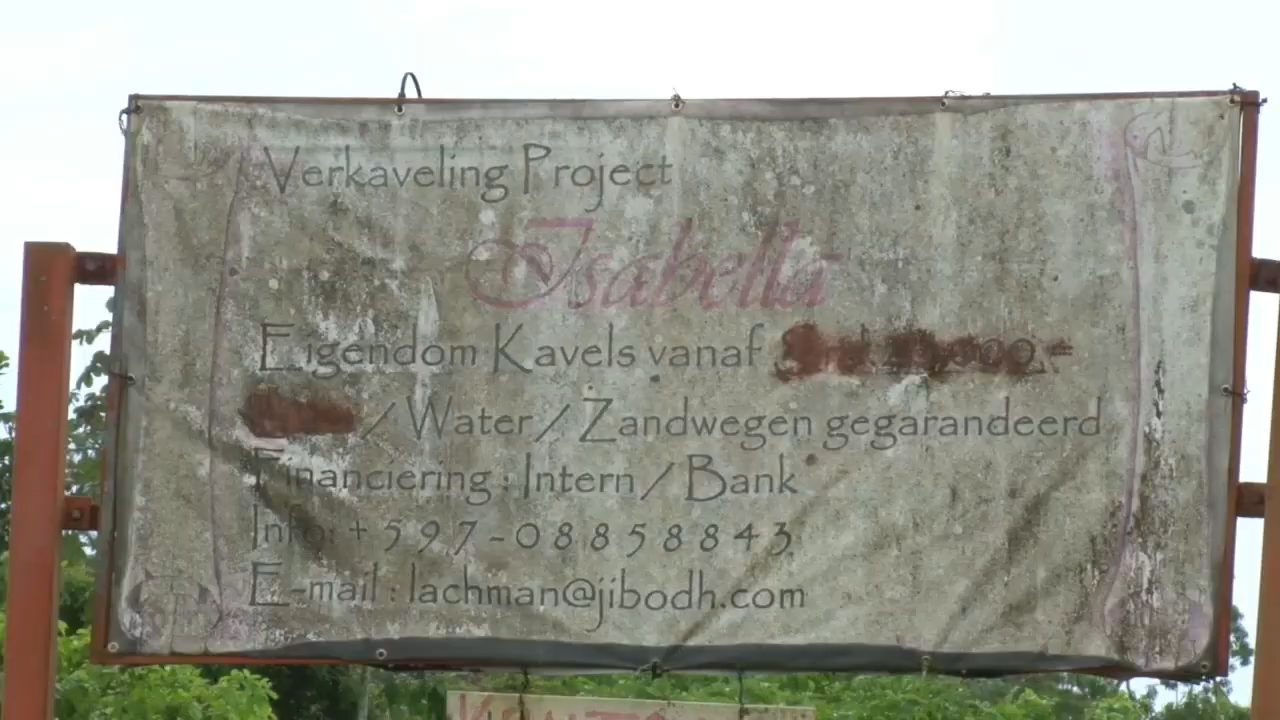 Verkaveling Project
Isabella
Eigendom Kavels vanaf
/ Water / Zandwegen gegarandeerd
Financiering : Intern / Bank
Info: +597-08858843
E-mail : lachman@jibodh.com